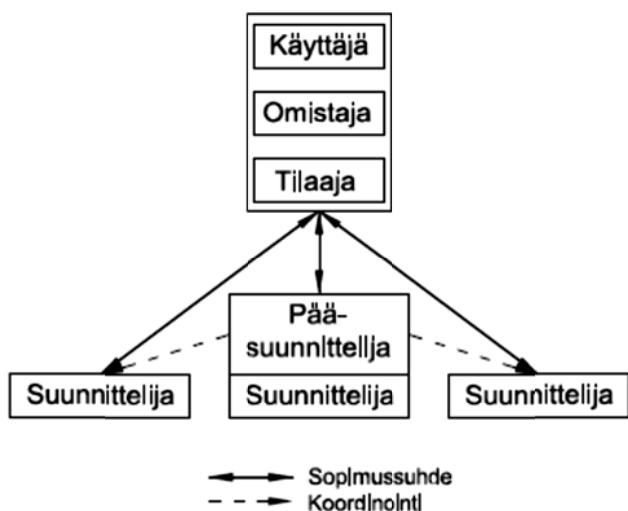 Käyttäjä
Omistaja
Tilaaja
Pää-
suunnittelija
Suunnittelija
Suunnittelija
Suunnittelija
Sopimussuhde
Koordinointi